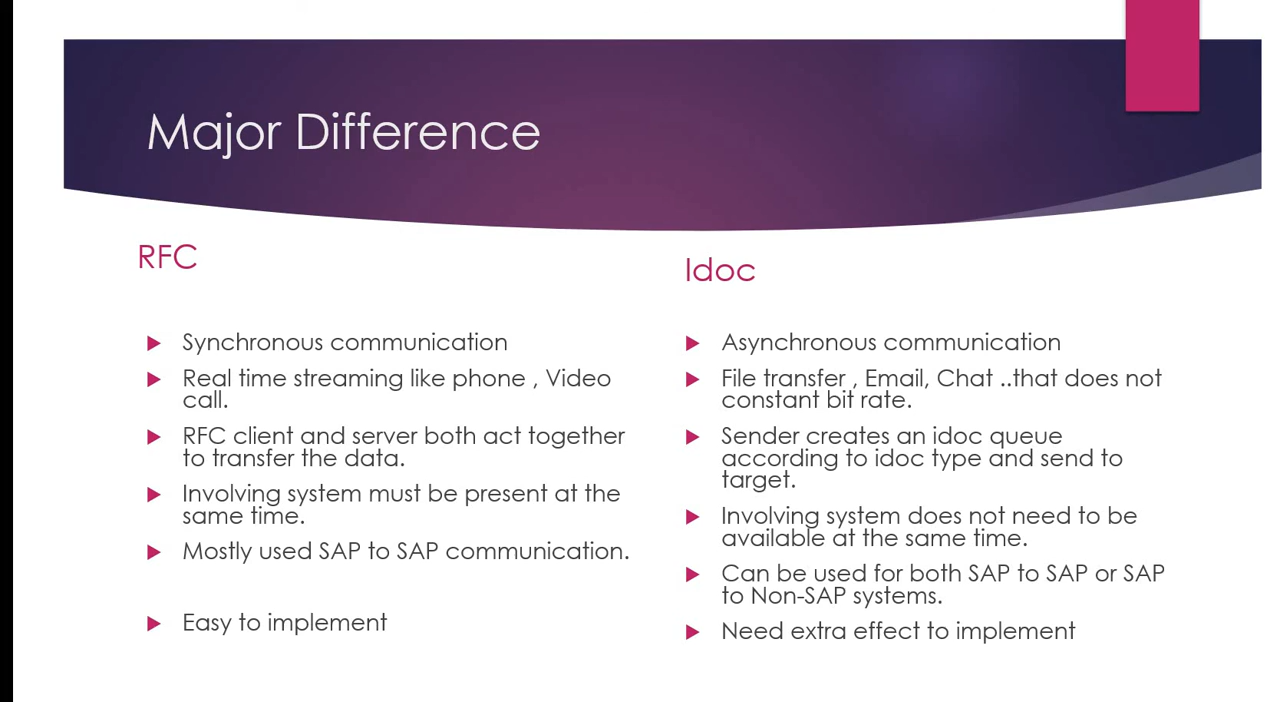 Major Difference
RFC
Synchronous communication
Real time streaming like phone , Video
call.
RFC client and server both act together
to transfer the data.
Involving system must be present at the
same time.
Mostly used SAP to SAP communication.
Easy to implement
Idoc
Asynchronous communication
File transfer , Email, Chat ..that does not
constant bit rate.
Sender creates an idoc queue
according to idoc type and send to
target.
Involving system does not need to be
available at the same time.
Can be used for both SAP to SAP or SAP
to Non-SAP systems.
Need extra effect to implement